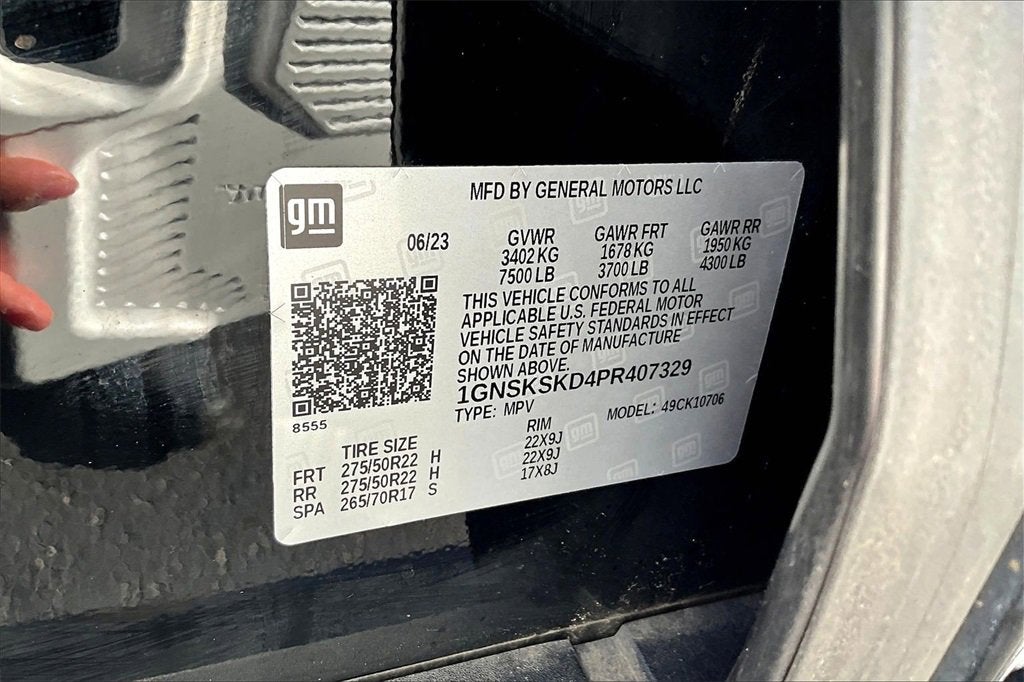 gm
MFD BY GENERAL MOTORS LLC
06/23
GVWR GAWR FRT GAWR RR
3402 KG 1678 KG 1950 KG
7500 LB 3700 LB 4300 LB
THIS VEHICLE CONFORMS TO ALL
APPLICABLE U.S. FEDERAL MOTOR
VEHICLE SAFETY STANDARDS IN EFFECT
ON THE DATE OF MANUFACTURE
SHOWN ABOVE.
1GNSKSKD4PR407329
8555
TYPE: MPV MODEL: 49CK10706
TIRE SIZE RIM
FRT 275/50R22 H 22X9J
RR 275/50R22 H 22X9J
SPA 265/70R17 S 17X8J